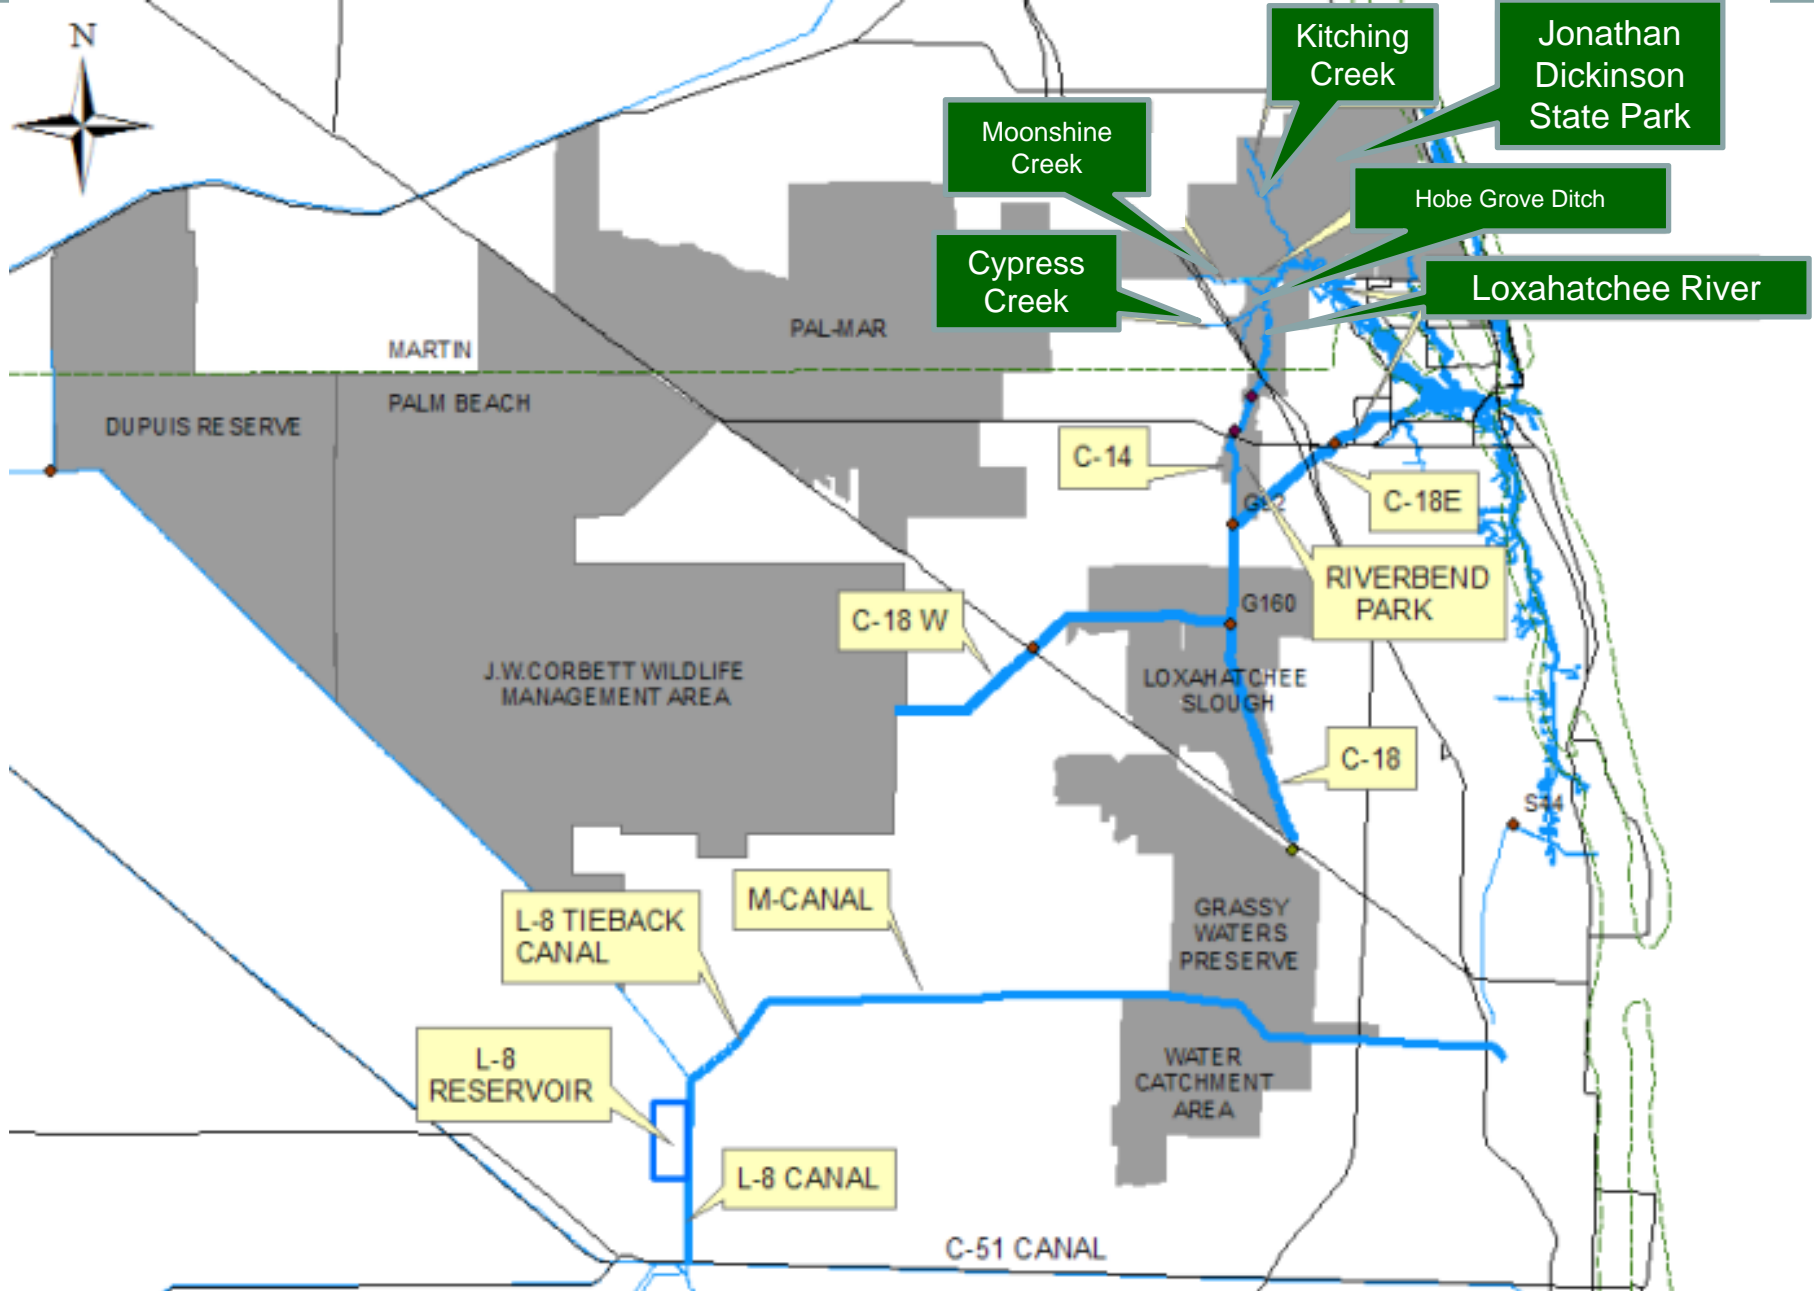 N
Kitching
Creek
Jonathan
Dickinson
State Park
Moonshine
Creek
Hobe Grove Ditch
Cypress
Creek
Loxahatchee River
PAL-MAR
MARTIN
PALM BEACH
DUPUIS RESERVE
C-14
C-18E
G92
RIVERBEND
PARK
G160
C-18 W
J.W.CORBETT WILDLIFE
MANAGEMENT AREA
LOXAHATCHEE
SLOUGH
C-18
S44
M-CANAL
L-8 TIEBACK
CANAL
GRASSY
WATERS
PRESERVE
L-8
RESERVOIR
WATER
CATCHMENT
AREA
L-8 CANAL
C-51 CANAL